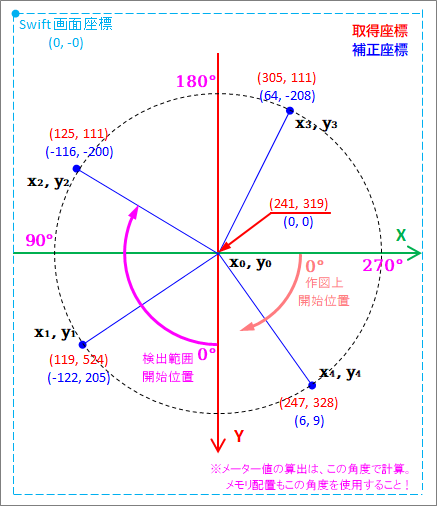 Swift画面座標
(0, -0)
取得座標
補正座標
180°
(305, 111)
(64, -208)
x₃, y₃
(125, 111)
(-116, -200)
x₂, y₂
(241, 319)
(0, 0)
X
90°
x₀, y₀
0°
270°
作図上
開始位置
x₁, y₁
(119, 524)
(-122, 205)
検出範囲
開始位置
0°
x₄, y₄
(247, 328)
(6, 9)
Y
※メーター値の算出は、この角度で計算。
メモリ配置もこの角度を使用すること!